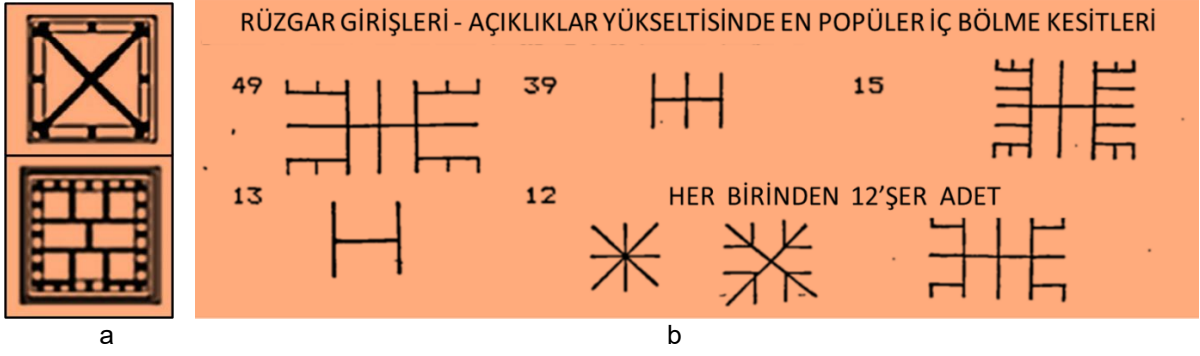 RÜZGAR GİRİŞLERİ - AÇIKLIKLAR YÜKSELTİSİNDE EN POPÜLER İÇ BÖLME KESİTLERİ
49 39 15
13 12 HER BİRİNDEN 12'ŞER ADET
a b